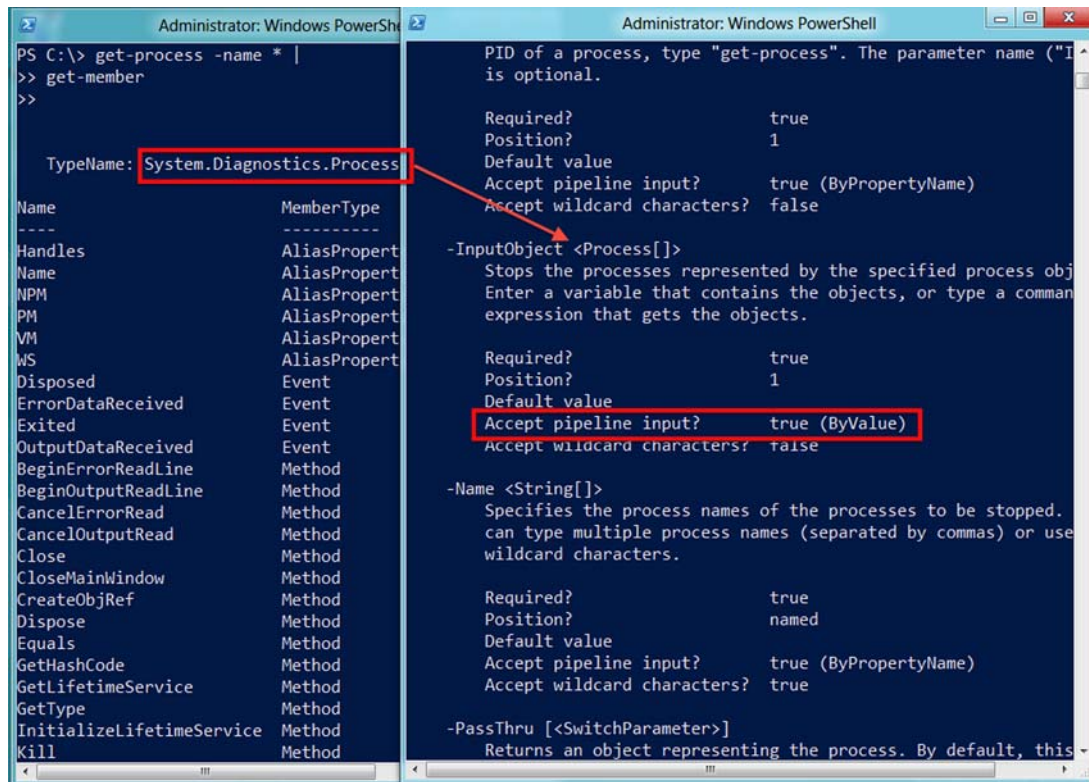 Administrator: Windows PowerShe
PS C:\> get-process -name * |
>> get-member
>>
TypeName: System.Diagnostics.Process
Name MemberType
---- ----------
Handles AliasPropert
Name AliasPropert
NPM AliasPropert
PM AliasPropert
VM AliasPropert
WS AliasPropert
Disposed Event
ErrorDataReceived Event
Exited Event
OutputDataReceived Event
BeginErrorReadLine Method
BeginOutputReadLine Method
CancelErrorRead Method
CancelOutputRead Method
Close Method
CloseMainWindow Method
CreateObjRef Method
Dispose Method
Equals Method
GetHashCode Method
GetLifetimeService Method
GetType Method
InitializeLifetimeService Method
Kill Method
Administrator: Windows PowerShell
PID of a process, type "get-process". The parameter name ("I
is optional.
Required? true
Position? 1
Default value
Accept pipeline input? true (ByPropertyName)
Accept wildcard characters? false
-InputObject <Process[]>
Stops the processes represented by the specified process obj
Enter a variable that contains the objects, or type a comman
expression that gets the objects.
Required? true
Position? 1
Default value
Accept pipeline input? true (ByValue)
Accept wildcard characters? false
-Name <String[]>
Specifies the process names of the processes to be stopped.
can type multiple process names (separated by commas) or use
wildcard characters.
Required? true
Position? named
Default value
Accept pipeline input? true (ByPropertyName)
Accept wildcard characters? true
-PassThru [<SwitchParameter>]
Returns an object representing the process. By default, this